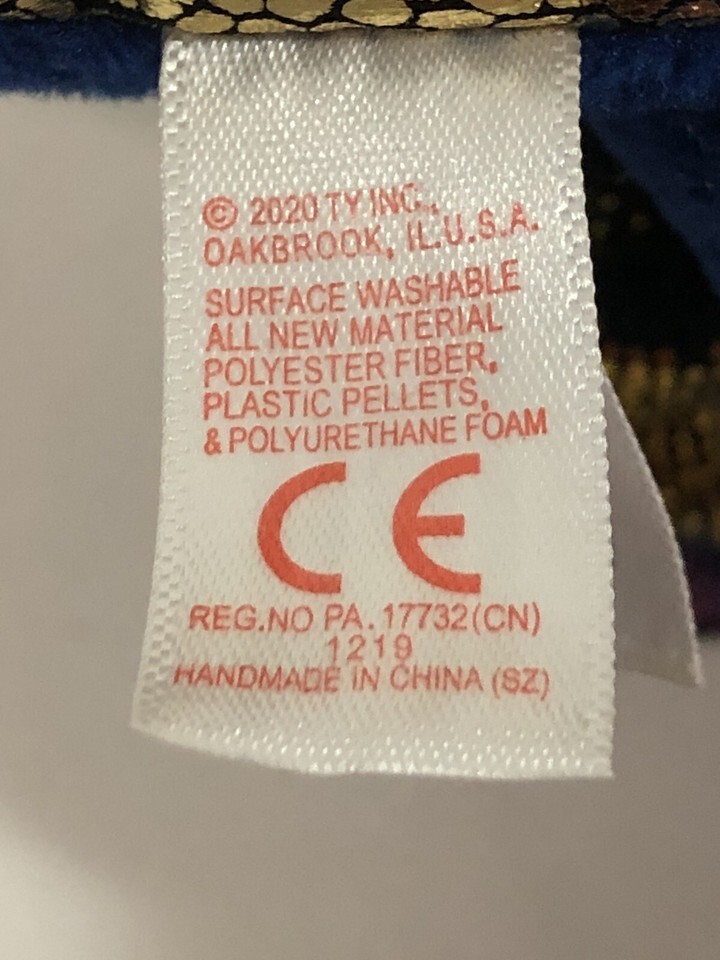 © 2020 TY INC.,
OAKBROOK, IL.U.S.A.
SURFACE WASHABLE
ALL NEW MATERIAL
POLYESTER FIBER,
PLASTIC PELLETS,
& POLYURETHANE FOAM
CE
REG.NO PA. 17732(CN)
1219
HANDMADE IN CHINA (SZ)